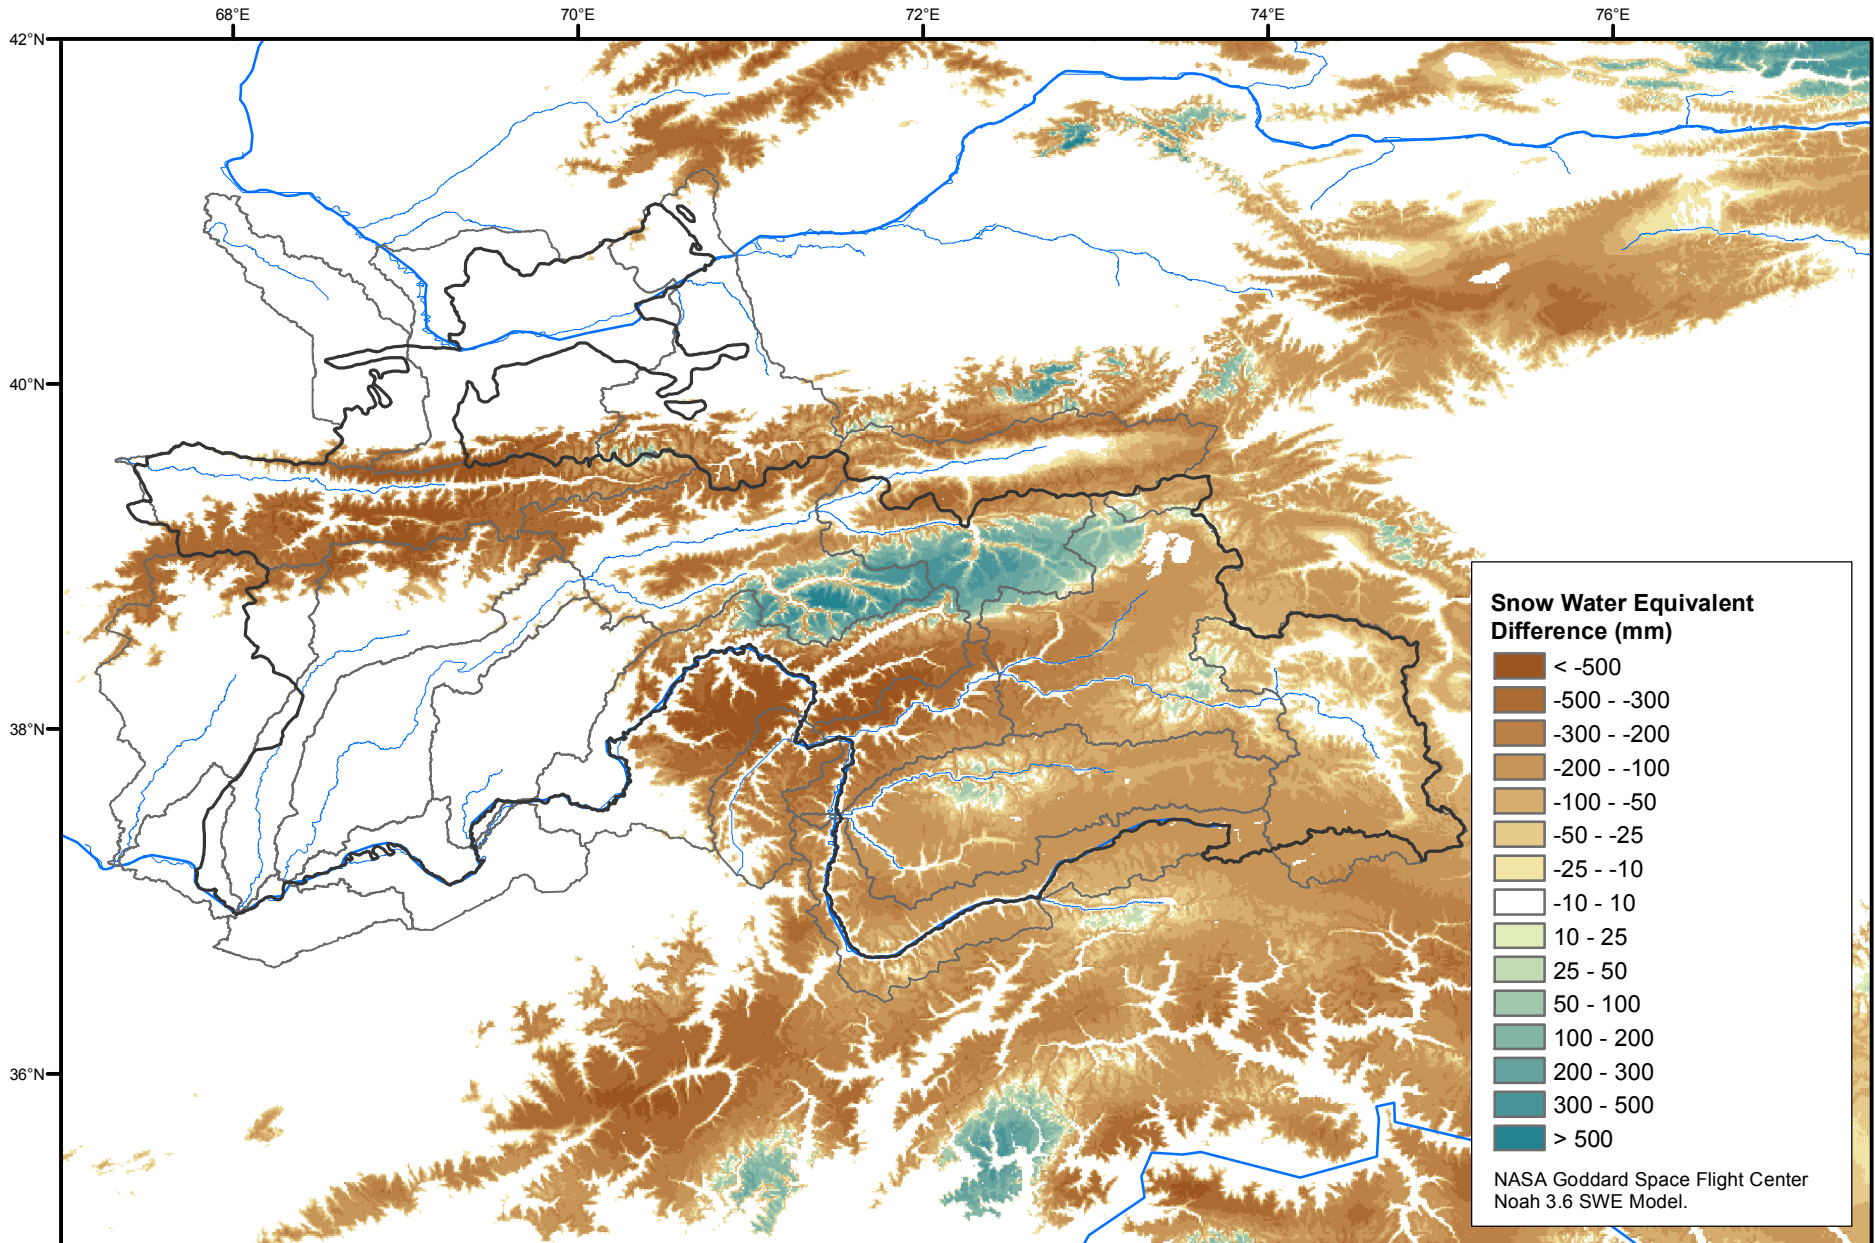 68°E 70°E 72°E 74°E 76°E
42°N
40°N
38°N
36°N
Snow Water Equivalent
Difference (mm)
< -500
-500 - -300
-300 - -200
-200 - -100
-100 - -50
-50 - -25
-25 - -10
-10 - 10
10 - 25
25 - 50
50 - 100
100 - 200
200 - 300
300 - 500
> 500
NASA Goddard Space Flight Center
Noah 3.6 SWE Model.